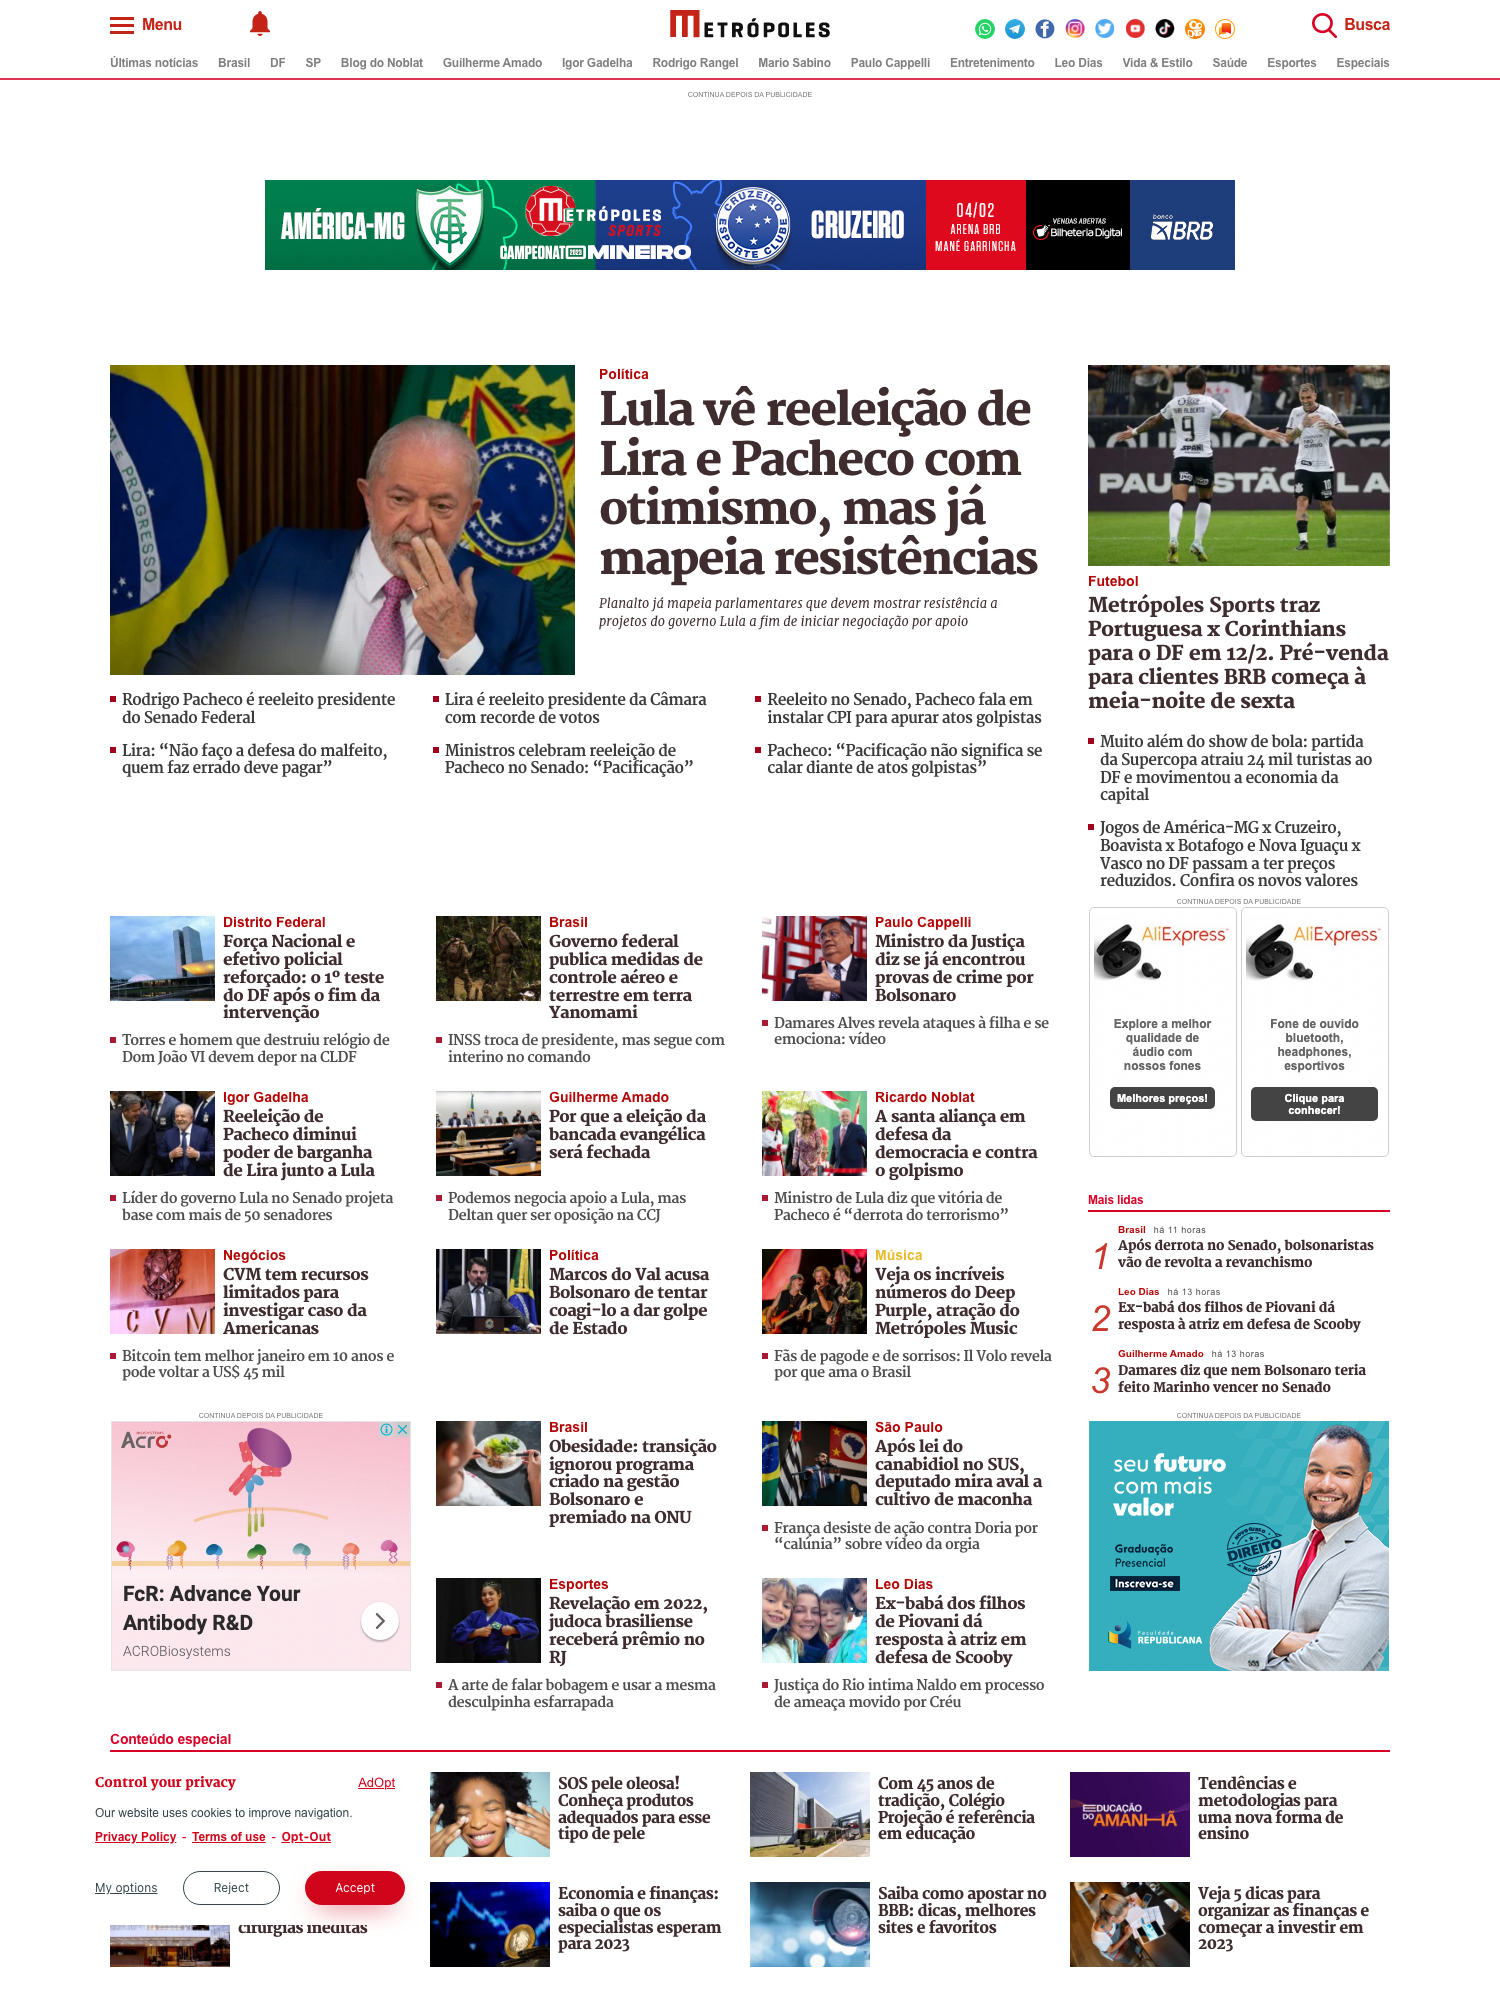 Menu
METRÓPOLES
Busca
Últimas notícias Brasil DF SP Blog do Noblat Guilherme Amado Igor Gadelha Rodrigo Rangel Mario Sabino Paulo Cappelli Entretenimento Leo Dias Vida & Estilo Saúde Esportes Especiais
CONTINUA DEPOIS DA PUBLICIDADE
AMÉRICA-MG
METRÓPOLES
SPORTS
CAMPEONATO 2023 MINEIRO
CRUZEIRO ESPORTE CLUBE
CRUZEIRO
04/02
ARENA BRB
MANÉ GARRINCHA
VENDAS ABERTAS
Bilheteria Digital
banco
BRB
Política
Lula vê reeleição de
Lira e Pacheco com
otimismo, mas já
mapeia resistências
Planalto já mapeia parlamentares que devem mostrar resistência a
projetos do governo Lula a fim de iniciar negociação por apoio
Rodrigo Pacheco é reeleito presidente
do Senado Federal
Lira é reeleito presidente da Câmara
com recorde de votos
Reeleito no Senado, Pacheco fala em
instalar CPI para apurar atos golpistas
Lira: “Não faço a defesa do malfeito,
quem faz errado deve pagar”
Ministros celebram reeleição de
Pacheco no Senado: “Pacificação”
Pacheco: “Pacificação não significa se
calar diante de atos golpistas”
Futebol
Metrópoles Sports traz
Portuguesa x Corinthians
para o DF em 12/2. Pré-venda
para clientes BRB começa à
meia-noite de sexta
Muito além do show de bola: partida
da Supercopa atraiu 24 mil turistas ao
DF e movimentou a economia da
capital
Jogos de América-MG x Cruzeiro,
Boavista x Botafogo e Nova Iguaçu x
Vasco no DF passam a ter preços
reduzidos. Confira os novos valores
Distrito Federal
Força Nacional e
efetivo policial
reforçado: o 1º teste
do DF após o fim da
intervenção
Torres e homem que destruiu relógio de
Dom João VI devem depor na CLDF
Brasil
Governo federal
publica medidas de
controle aéreo e
terrestre em terra
Yanomami
INSS troca de presidente, mas segue com
interino no comando
Paulo Cappelli
Ministro da Justiça
diz se já encontrou
provas de crime por
Bolsonaro
Damares Alves revela ataques à filha e se
emociona: vídeo
CONTINUA DEPOIS DA PUBLICIDADE
AliExpress
Explore a melhor
qualidade de
áudio com
nossos fones
Melhores preços!
AliExpress
Fone de ouvido
bluetooth,
headphones,
esportivos
Clique para
conhecer!
Igor Gadelha
Reeleição de
Pacheco diminui
poder de barganha
de Lira junto a Lula
Líder do governo Lula no Senado projeta
base com mais de 50 senadores
Guilherme Amado
Por que a eleição da
bancada evangélica
será fechada
Podemos negocia apoio a Lula, mas
Deltan quer ser oposição na CCJ
Ricardo Noblat
A santa aliança em
defesa da
democracia e contra
o golpismo
Ministro de Lula diz que vitória de
Pacheco é “derrota do terrorismo”
Mais lidas
Brasil há 11 horas
1 Após derrota no Senado, bolsonaristas
vão de revolta a revanchismo
Leo Dias há 13 horas
2 Ex-babá dos filhos de Piovani dá
resposta à atriz em defesa de Scooby
Guilherme Amado há 13 horas
3 Damares diz que nem Bolsonaro teria
feito Marinho vencer no Senado
Negócios
CVM tem recursos
limitados para
investigar caso da
Americanas
CVM
Bitcoin tem melhor janeiro em 10 anos e
pode voltar a US$ 45 mil
Política
Marcos do Val acusa
Bolsonaro de tentar
coagi-lo a dar golpe
de Estado
Música
Veja os incríveis
números do Deep
Purple, atração do
Metrópoles Music
Fãs de pagode e de sorrisos: Il Volo revela
por que ama o Brasil
CONTINUA DEPOIS DA PUBLICIDADE
Acro
FcR: Advance Your
Antibody R&D
ACROBiosystems
Brasil
Obesidade: transição
ignorou programa
criado na gestão
Bolsonaro e
premiado na ONU
São Paulo
Após lei do
canabidiol no SUS,
deputado mira aval a
cultivo de maconha
França desiste de ação contra Doria por
“calúnia” sobre vídeo da orgia
CONTINUA DEPOIS DA PUBLICIDADE
seu futuro
com mais
valor
Graduação
Presencial
Inscreva-se
NOVO CURSO
DIREITO
NOVO CURSO
Faculdade
REPUBLICANA
Esportes
Revelação em 2022,
judoca brasiliense
receberá prêmio no
RJ
A arte de falar bobagem e usar a mesma
desculpinha esfarrapada
Leo Dias
Ex-babá dos filhos
de Piovani dá
resposta à atriz em
defesa de Scooby
Justiça do Rio intima Naldo em processo
de ameaça movido por Créu
Conteúdo especial
Control your privacy
AdOpt
Our website uses cookies to improve navigation.
Privacy Policy - Terms of use - Opt-Out
My options
Reject
Accept
cirurgias inéditas
SOS pele oleosa!
Conheça produtos
adequados para esse
tipo de pele
Com 45 anos de
tradição, Colégio
Projeção é referência
em educação
EDUCAÇÃO
DO AMANHÃ
Tendências e
metodologias para
uma nova forma de
ensino
Economia e finanças:
saiba o que os
especialistas esperam
para 2023
Saiba como apostar no
BBB: dicas, melhores
sites e favoritos
Veja 5 dicas para
organizar as finanças e
começar a investir em
2023